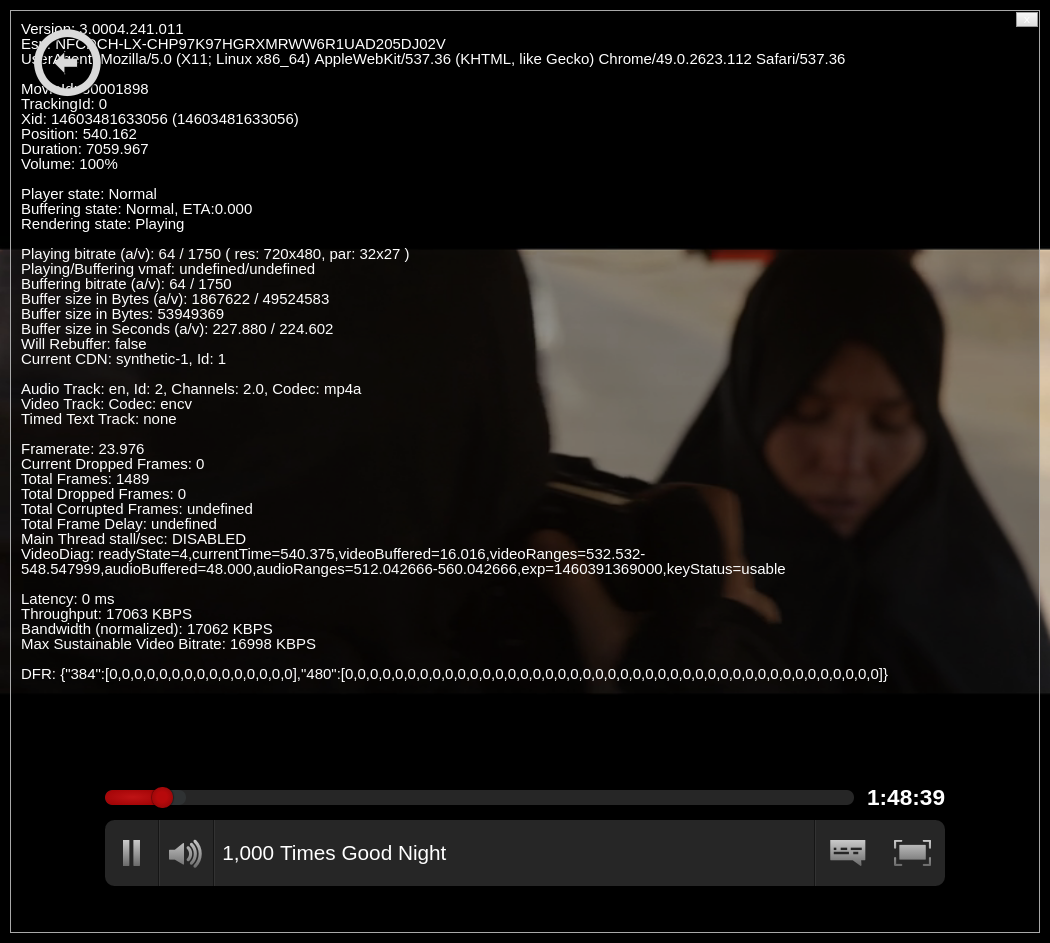 Version: 3.0004.241.011
Esn: NFCDCH-LX-CHP97K97HGRXMRWW6R1UAD205DJ02V
UserAgent: Mozilla/5.0 (X11; Linux x86_64) AppleWebKit/537.36 (KHTML, like Gecko) Chrome/49.0.2623.112 Safari/537.36
TrackingId: 0
Xid: 14603481633056 (14603481633056)
Position: 540.162
Duration: 7059.967
Volume: 100%
Player state: Normal
Buffering state: Normal, ETA:0.000
Rendering state: Playing
Playing bitrate (a/v): 64 / 1750 ( res: 720x480, par: 32x27 )
Playing/Buffering vmaf: undefined/undefined
Buffering bitrate (a/v): 64 / 1750
Buffer size in Bytes (a/v): 1867622 / 49524583
Buffer size in Bytes: 53949369
Buffer size in Seconds (a/v): 227.880 / 224.602
Will Rebuffer: false
Current CDN: synthetic-1, Id: 1
Audio Track: en, Id: 2, Channels: 2.0, Codec: mp4a
Video Track: Codec: encv
Timed Text Track: none
Framerate: 23.976
Current Dropped Frames: 0
Total Frames: 1489
Total Dropped Frames: 0
Total Corrupted Frames: undefined
Total Frame Delay: undefined
Main Thread stall/sec: DISABLED
VideoDiag: readyState=4,currentTime=540.375,videoBuffered=16.016,videoRanges=532.532-
548.547999,audioBuffered=48.000,audioRanges=512.042666-560.042666,exp=1460391369000,keyStatus=usable
Latency: 0 ms
Throughput: 17063 KBPS
Bandwidth (normalized): 17062 KBPS
Max Sustainable Video Bitrate: 16998 KBPS
DFR: {"384":[0,0,0,0,0,0,0,0,0,0,0,0,0,0,0],"480":[0,0,0,0,0,0,0,0,0,0,0,0,0,0,0,0,0,0,0,0,0,0,0,0,0,0,0,0,0,0,0,0,0,0,0,0,0,0,0,0,0,0,0]}
1:48:39
1,000 Times Good Night